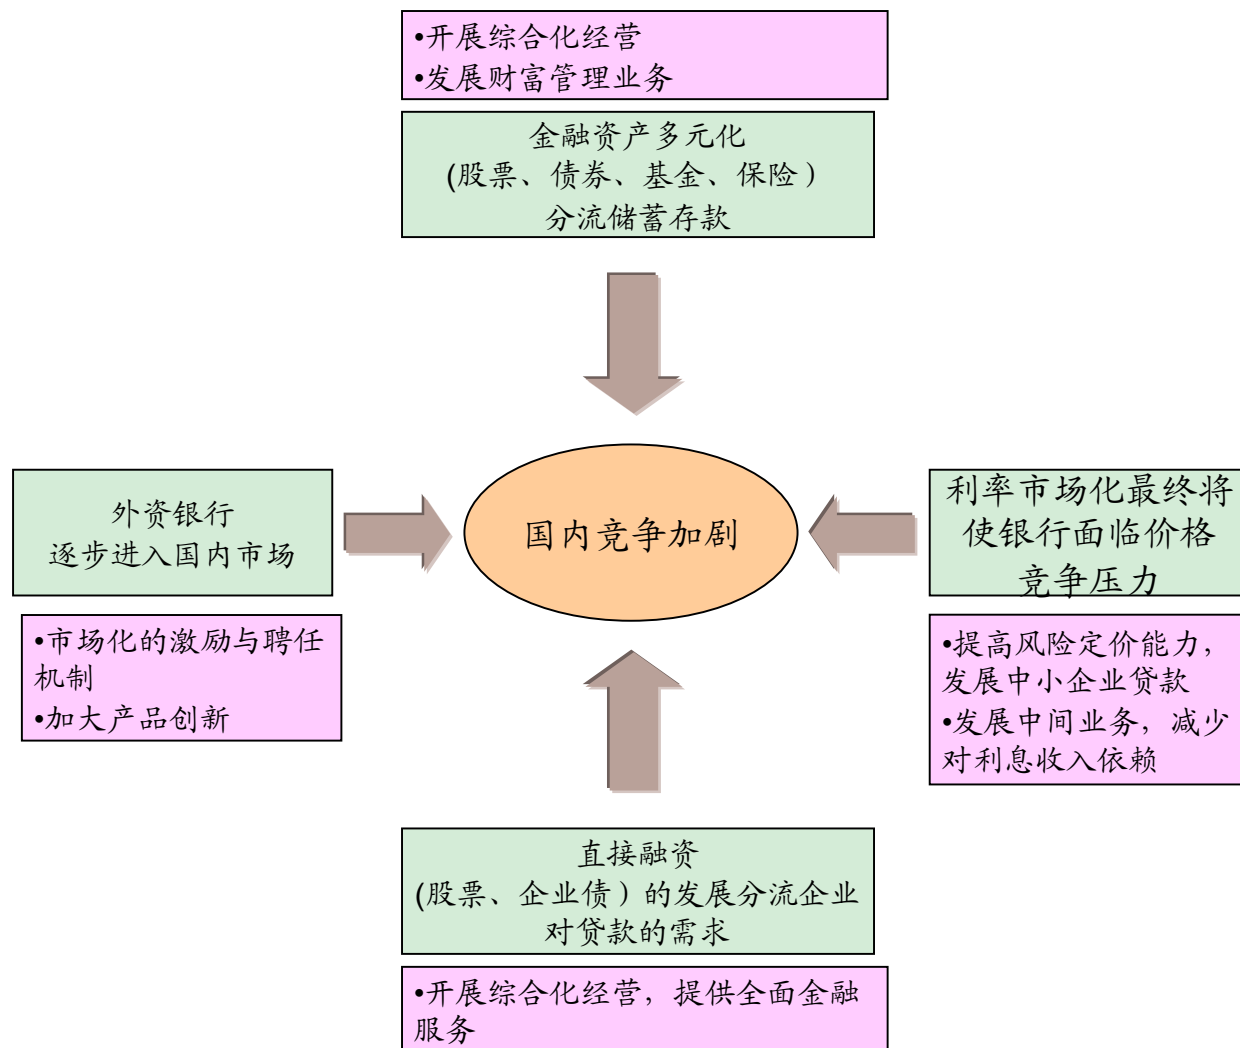 •开展综合化经营
•发展财富管理业务
金融资产多元化
(股票、债券、基金、保险）
分流储蓄存款
外资银行
逐步进入国内市场
•市场化的激励与聘任
机制
•加大产品创新
国内竞争加剧
利率市场化最终将
使银行面临价格
竞争压力
•提高风险定价能力，
发展中小企业贷款
•发展中间业务，减少
对利息收入依赖
直接融资
(股票、企业债）的发展分流企业
对贷款的需求
•开展综合化经营，提供全面金融
服务